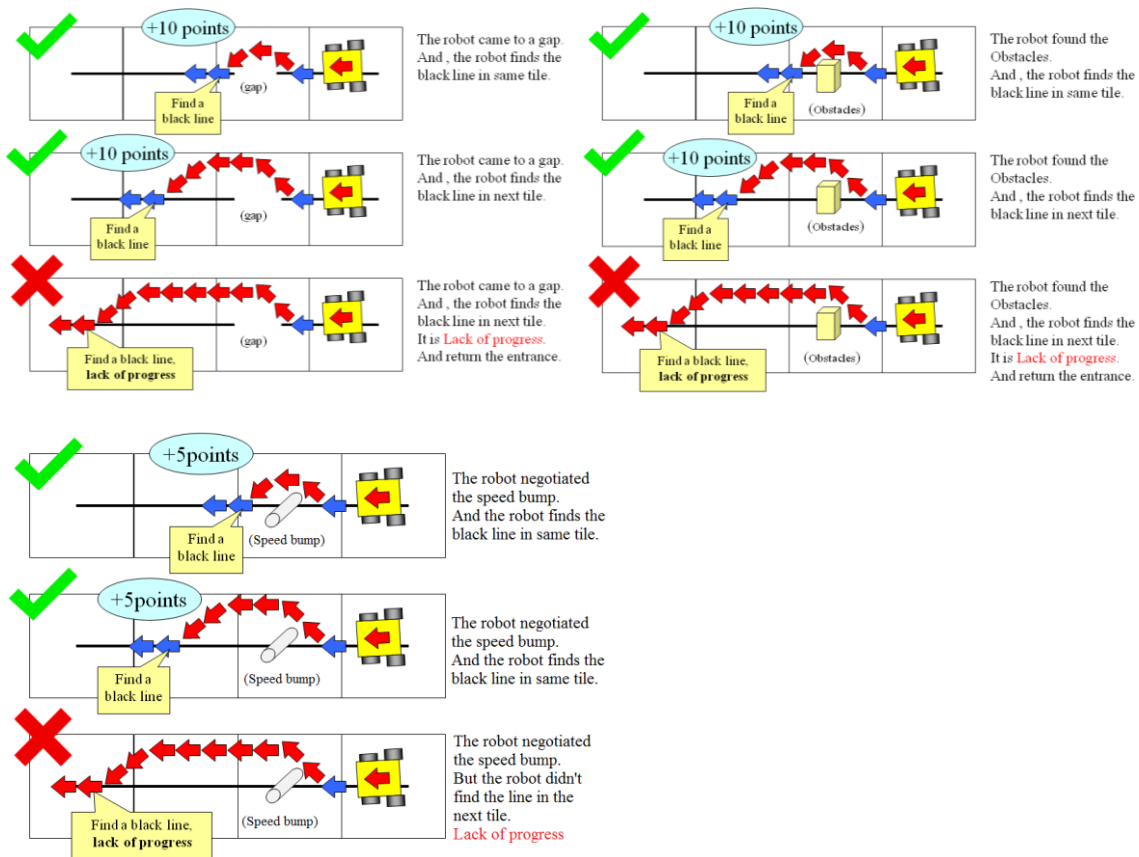 +10 points
The robot came to a gap.
And , the robot finds the
black line in same tile.
(gap)
Find a
black line
+10 points
The robot came to a gap.
And , the robot finds the
black line in next tile.
(gap)
Find a
black line
The robot came to a gap.
And , the robot finds the
black line in next tile.
It is Lack of progress.
And return the entrance.
(gap)
Find a black line,
lack of progress
+10 points
The robot found the
Obstacles.
And , the robot finds the
black line in same tile.
(Obstacles)
Find a
black line
+10 points
The robot found the
Obstacles.
And , the robot finds the
black line in next tile.
(Obstacles)
Find a
black line
The robot found the
Obstacles.
And , the robot finds the
black line in next tile.
It is Lack of progress.
And return the entrance.
(Obstacles)
Find a black line,
lack of progress
+5points
The robot negotiated
the speed bump.
And the robot finds the
black line in same tile.
(Speed bump)
Find a
black line
+5points
The robot negotiated
the speed bump.
And the robot finds the
black line in same tile.
(Speed bump)
Find a
black line
The robot negotiated
the speed bump.
But the robot didn't
find the line in the
next tile.
Lack of progress
(Speed bump)
Find a black line,
lack of progress